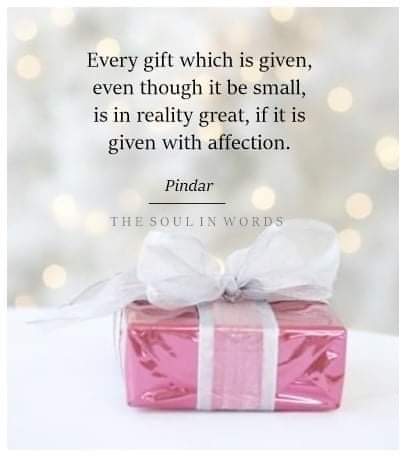 Every gift which is given,
even though it be small,
is in reality great, if it is
given with affection.
Pindar
THE SOUL IN WORDS